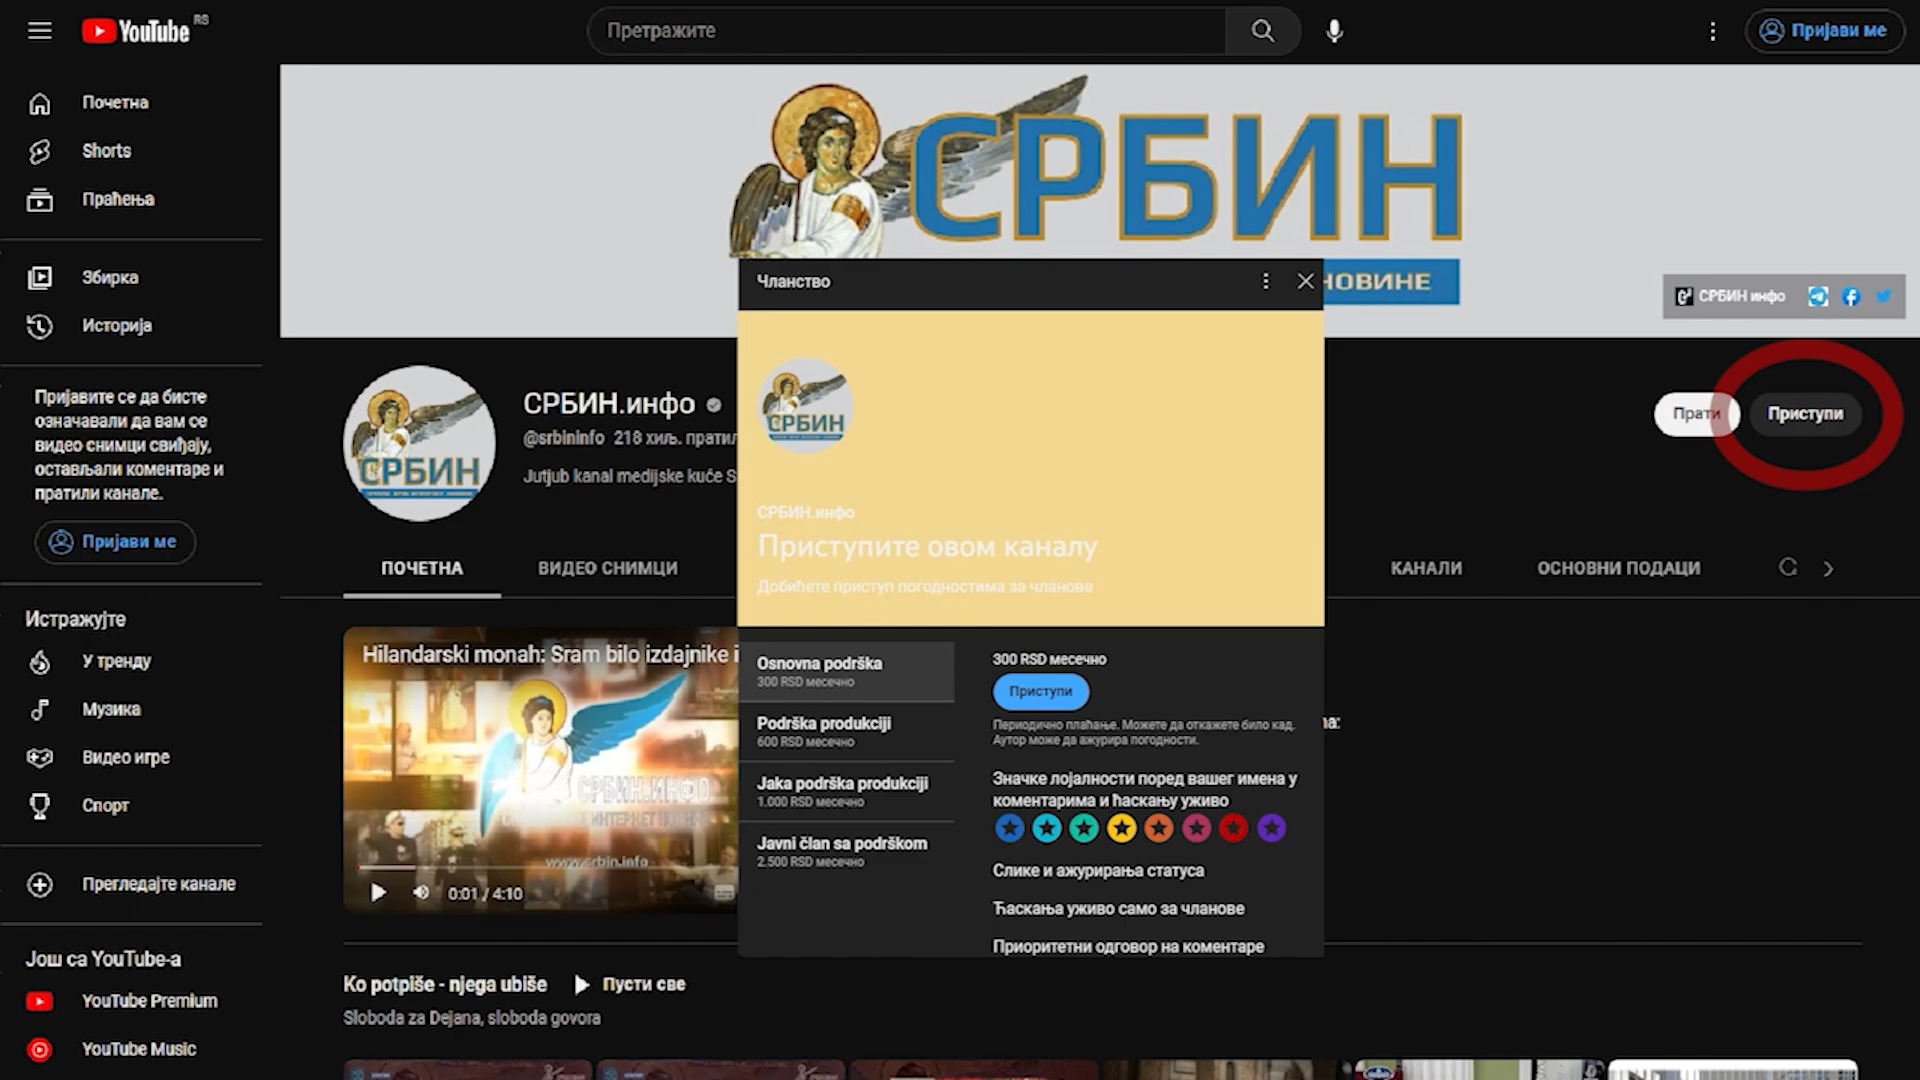 YouTube RS
Претражите
Пријави ме
Почетна
Shorts
Праћења
Збирка
Историја
Пријавите се да бисте
означавали да вам се
видео снимци свиђају,
остављали коментаре и
пратили канале.
Пријави ме
Истражујте
У тренду
Музика
Видео игре
Спорт
Прегледајте канале
Још са YouTube-а
YouTube Premium
YouTube Music
СРБИН
НОВИНЕ
СРБИН инфо
СРБИН
СРБИН.инфо
@srbininfo 218 хиљ. пратил
Jutjub kanal medijske kuće S
Прати
Приступи
ПОЧЕТНА
ВИДЕО СНИМЦИ
КАНАЛИ
ОСНОВНИ ПОДАЦИ
Hilandarski monah: Sram bilo izdajnike i
СРБИН.ИНФО
www.srbin.info
0:01 / 4:10
Чланство
СРБИН
СРБИН.инфо
Приступите овом каналу
Добићете приступ погодностима за чланове
Osnovna podrška
300 RSD месечно
Podrška produkciji
600 RSD месечно
Jaka podrška produkciji
1.000 RSD месечно
Javni član sa podrškom
2.500 RSD месечно
300 RSD месечно
Приступи
Периодично плаћање. Можете да откажете било кад.
Аутор може да ажурира погодности.
Значке лојалности поред вашег имена у
коментарима и ћаскању уживо
Слике и ажурирања статуса
Ћаскања уживо само за чланове
Приоритетни одговор на коментаре
Ko potpiše - njega ubiše
Пусти све
Sloboda za Dejana, sloboda govora